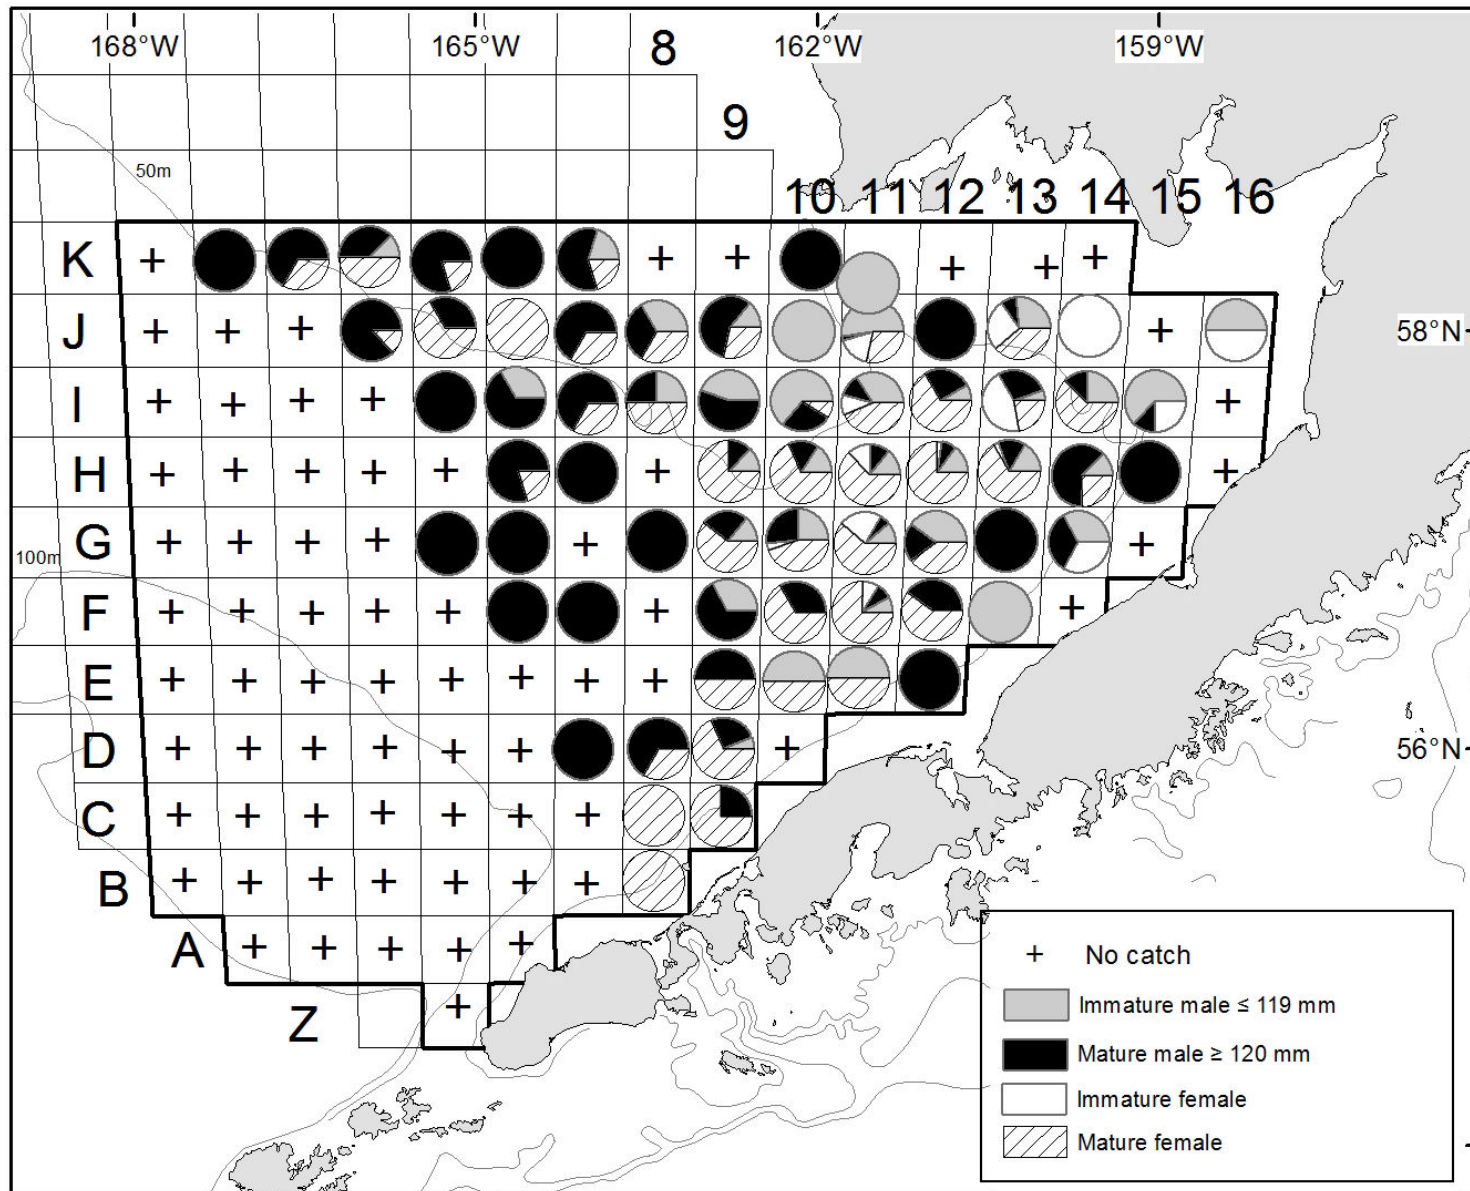 168°W 165°W 8 162°W 159°W
9
50m
10 11 12 13 14 15 16
K
J 58°N
I
H
G
100m
F
E
D 56°N
C
B
A
Z
+ No catch
Immature male ≤ 119 mm
Mature male ≥ 120 mm
Immature female
Mature female